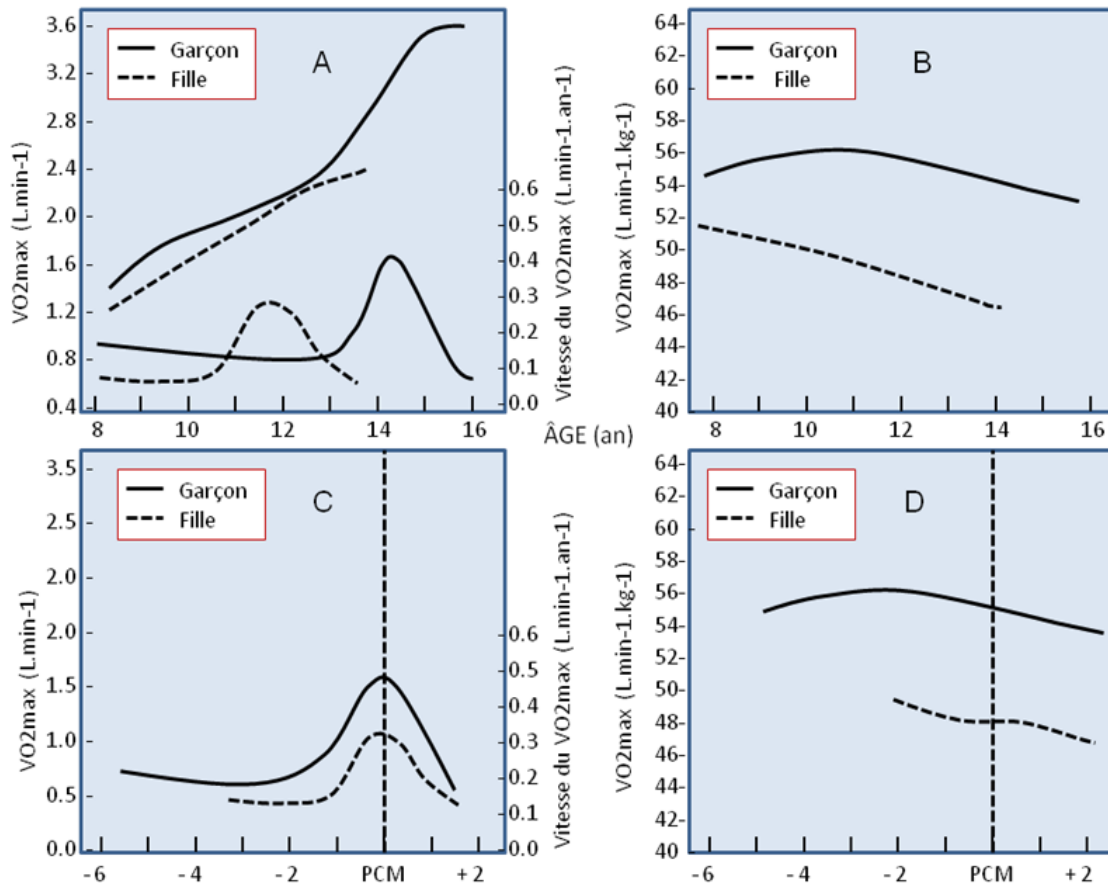 A
Garçon
Fille
VO2max (L.min-1)
3.6
3.2
2.8
2.4
2.0
1.6
1.2
0.8
0.4
Vitesse du VO2max (L.min-1.an-1)
0.6
0.5
0.4
0.3
0.2
0.1
0.0
8 10 12 14 16
B
Garçon
Fille
VO2max (L.min-1.kg-1)
64-
62-
60-
58-
56-
54-
52-
50-
48-
46-
44-
42-
40
8 10 12 14 16
ÂGE (an)
C
Garçon
Fille
VO2max (L.min-1)
3.5
3.0
2.5
2.0
2.0
1.5
1.0
0.5
0.0
Vitesse du VO2max (L.min-1.an-1)
0.6
0.5
0.4
0.3
0.2
0.1
0.0
-6 -4 -2 PCM +2
D
Garçon
Fille
VO2max (L.min-1.kg-1)
64-
62-
60-
58-
56-
54-
50-
48-
46-
44-
42-
40
-6 -4 -2 PCM +2